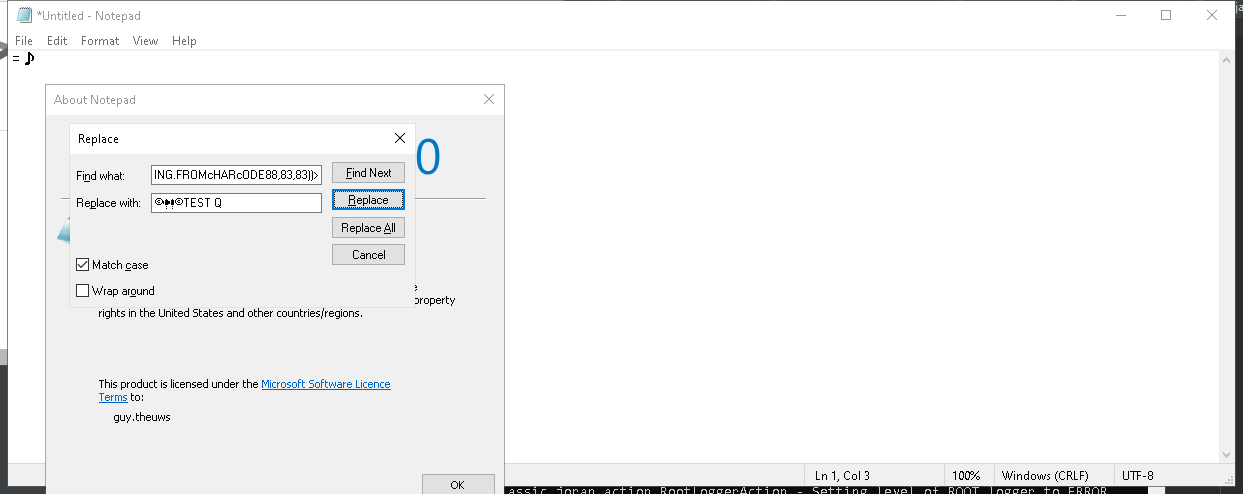 *Untitled - Notepad
File Edit Format View Help
= ♪
About Notepad
Replace
0
Find what: ING.FROMcHARcODE88,83,83))> Find Next
Replace with: TEST Q Replace
Replace All
Cancel
Match case
Wrap around
property
rights in the United States and other countries/regions.
This product is licensed under the Microsoft Software Licence
Terms to:
guy.theuws
OK
Ln 1, Col 3 100% Windows (CRLF) UTF-8
assic.joran.action.RootLoggerAction - Setting level of ROOT logger to ERROR